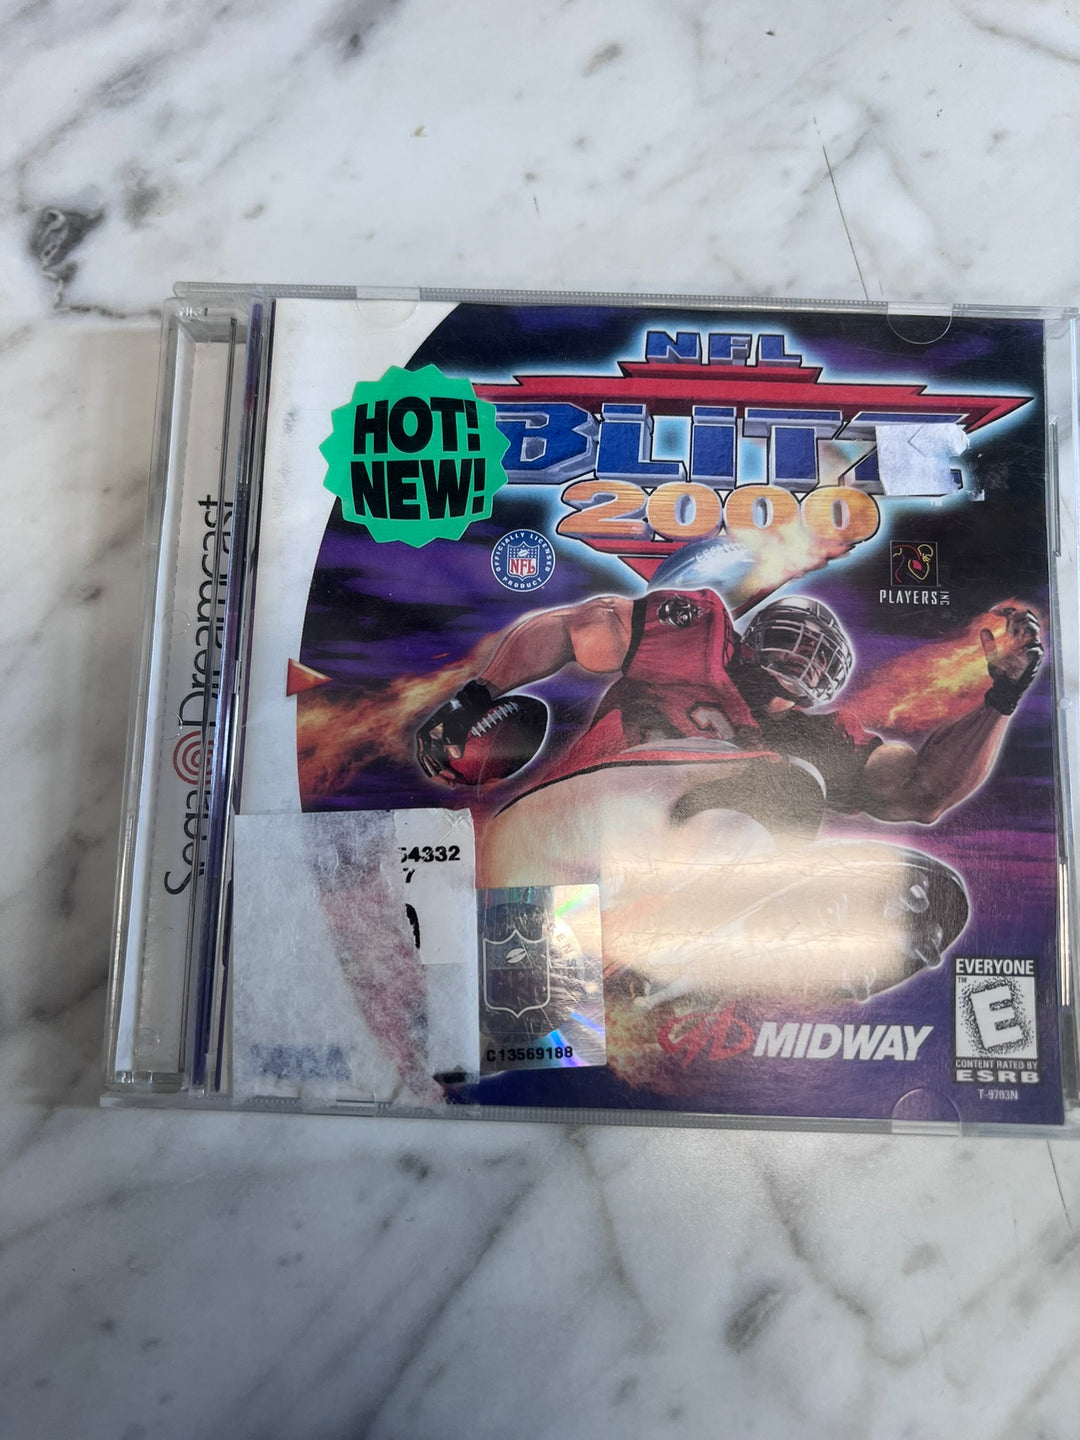 NFL
BLITZ
2000
HOT!
NEW!
OFFICIALLY LICENSED
NFL
PRODUCT
PLAYERS INC
Sega Dreamcast
54332
7
C13569188
MIDWAY
EVERYONE
E
CONTENT RATED BY
ESRB
T-9703N